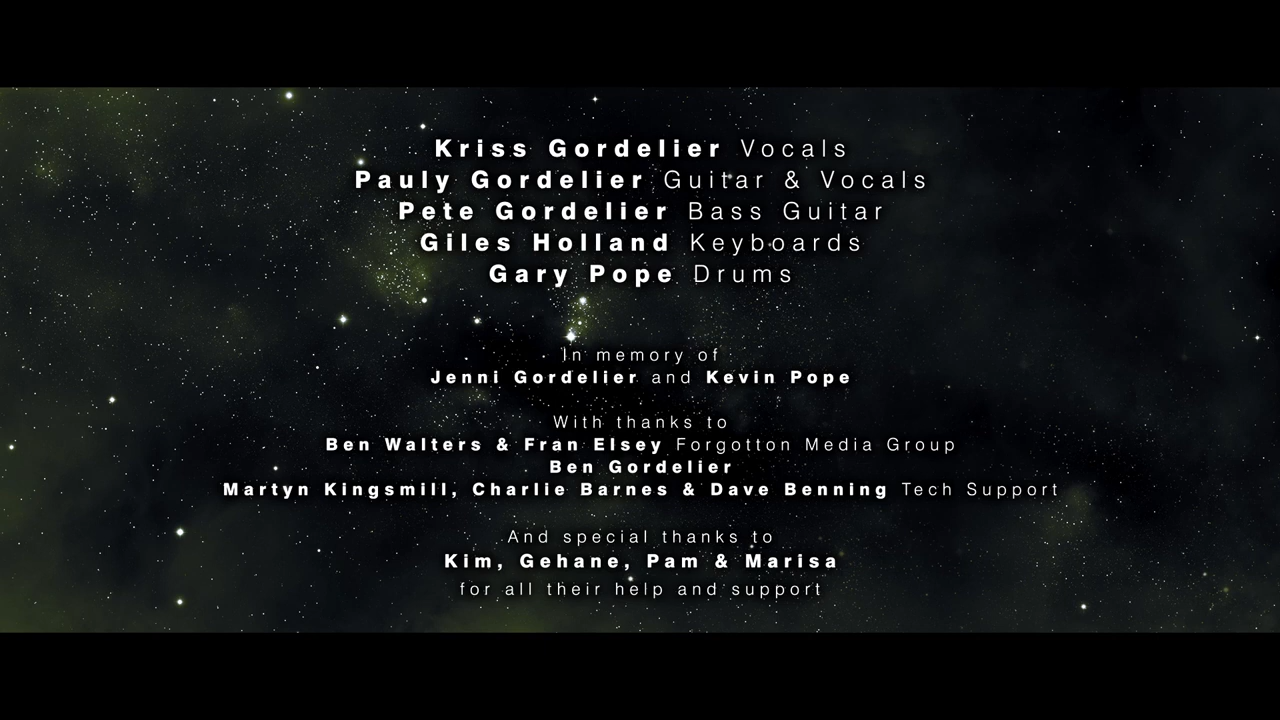 Kriss Gordelier Vocals
Pauly Gordelier Guitar & Vocals
Pete Gordelier Bass Guitar
Giles Holland Keyboards
Gary Pope Drums
In memory of
Jenni Gordelier and Kevin Pope
With thanks to
Ben Walters & Fran Elsey Forgotton Media Group
Ben Gordelier
Martyn Kingsmill, Charlie Barnes & Dave Benning Tech Support
And special thanks to
Kim, Gehane, Pam & Marisa
for all their help and support